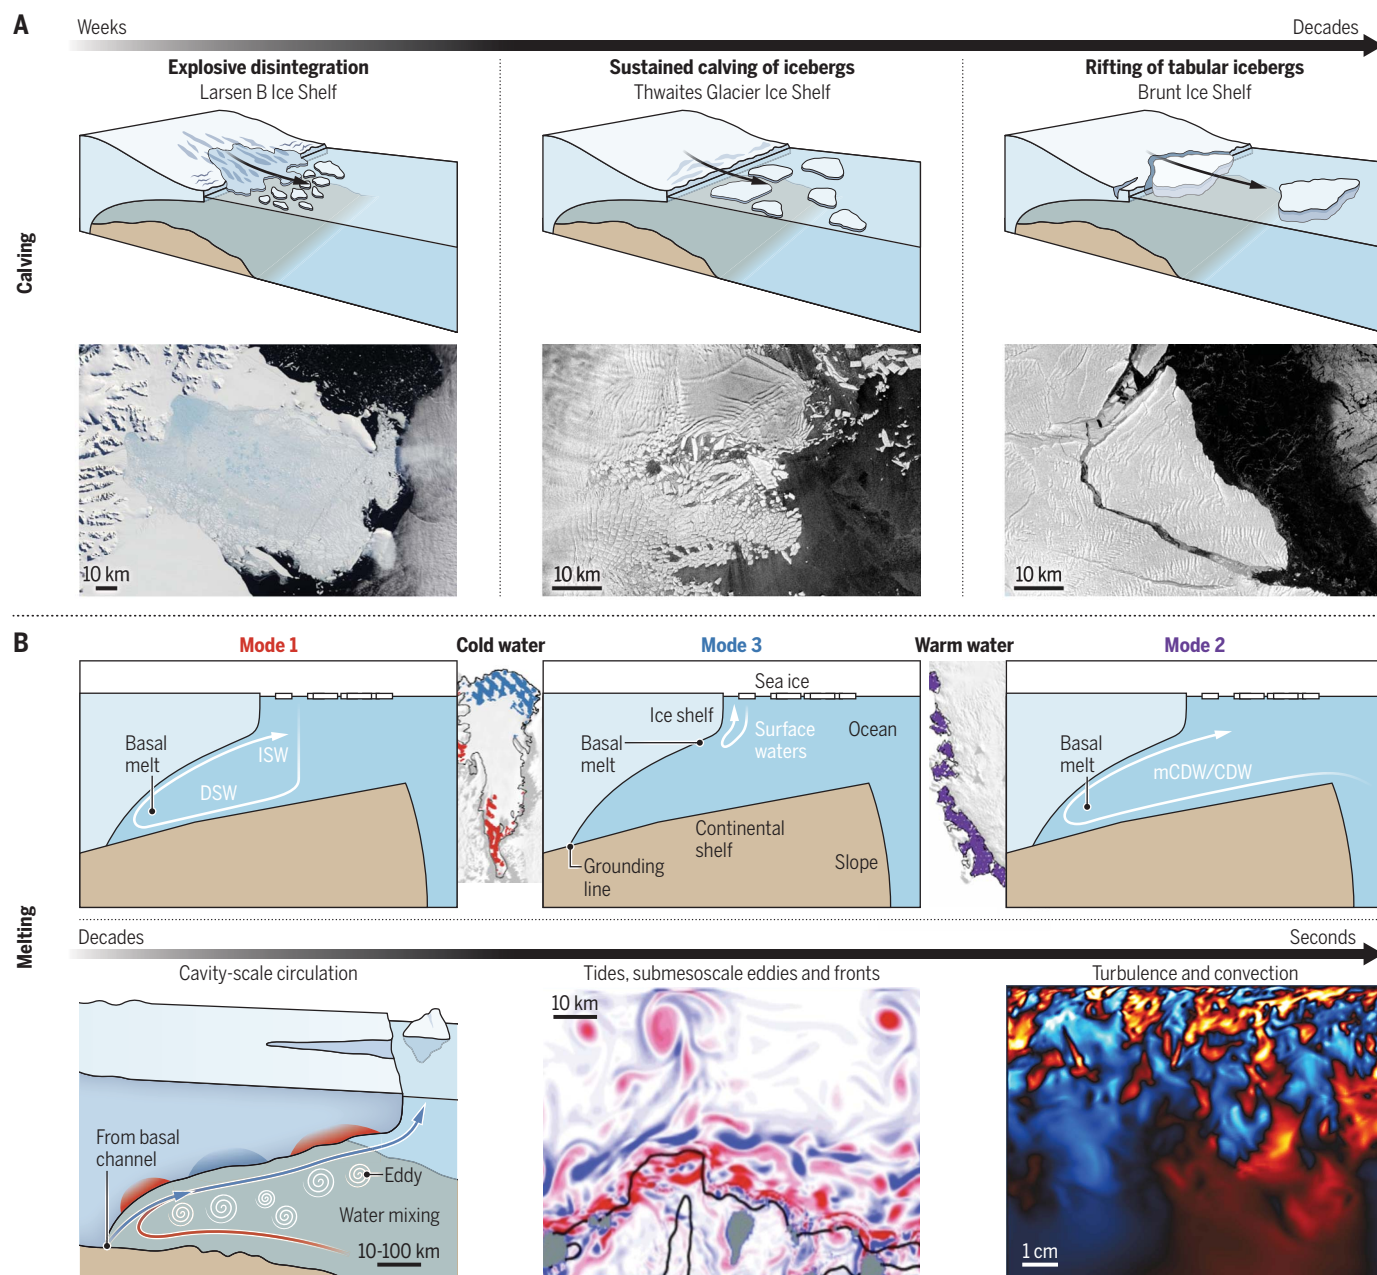 A
Weeks
Decades
Explosive disintegration
Larsen B Ice Shelf
Sustained calving of icebergs
Thwaites Glacier Ice Shelf
Rifting of tabular icebergs
Brunt Ice Shelf
Calving
10 km
10 km
10 km
B
Mode 1
Cold water
Mode 3
Warm water
Mode 2
Basal
melt
ISW
DSW
Sea ice
Ice shelf
Basal
melt
Surface
waters
Ocean
Continental
shelf
Slope
Grounding
line
Basal
melt
mCDW/CDW
Melting
Decades
Seconds
Cavity-scale circulation
Tides, submesoscale eddies and fronts
Turbulence and convection
From basal
channel
Eddy
Water mixing
10-100 km
10 km
1 cm